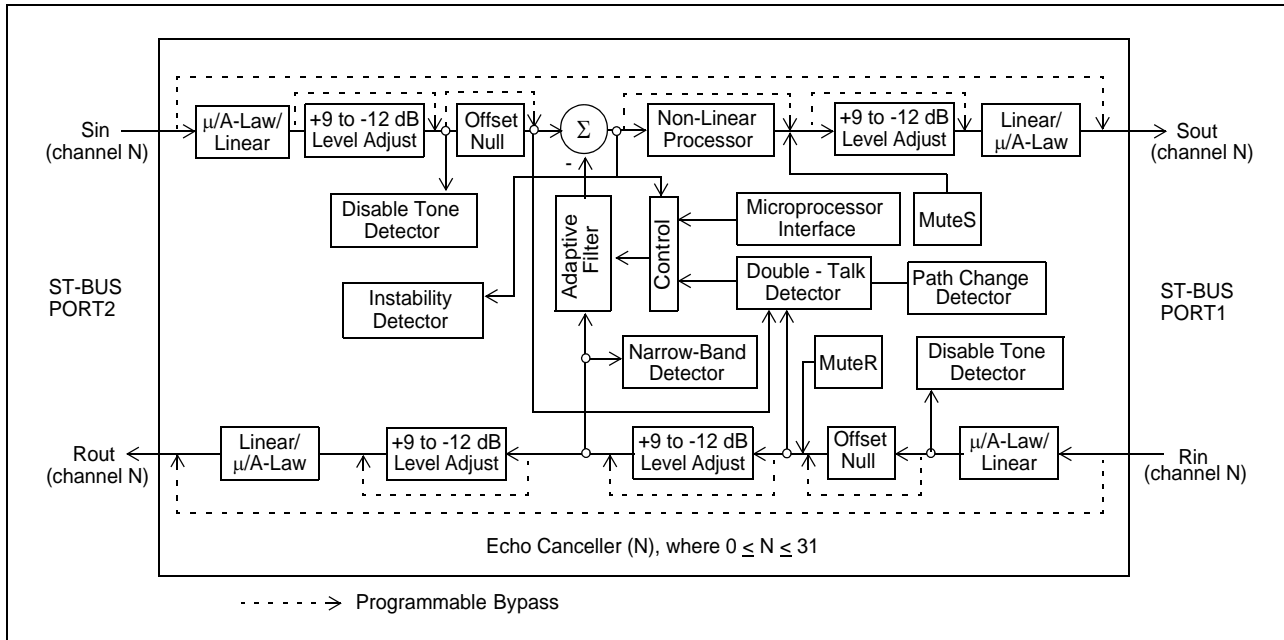 Sin
(channel N)
μ/A-Law/
Linear
+9 to -12 dB
Level Adjust
Offset
Null
Σ
-
Non-Linear
Processor
+9 to -12 dB
Level Adjust
Linear/
μ/A-Law
Sout
(channel N)
Disable Tone
Detector
Adaptive
Filter
Control
Microprocessor
Interface
MuteS
ST-BUS
PORT2
Instability
Detector
Double - Talk
Detector
Path Change
Detector
ST-BUS
PORT1
Narrow-Band
Detector
MuteR
Disable Tone
Detector
Rout
(channel N)
Linear/
μ/A-Law
+9 to -12 dB
Level Adjust
+9 to -12 dB
Level Adjust
Offset
Null
μ/A-Law/
Linear
Rin
(channel N)
Echo Canceller (N), where 0 ≤ N ≤ 31
Programmable Bypass